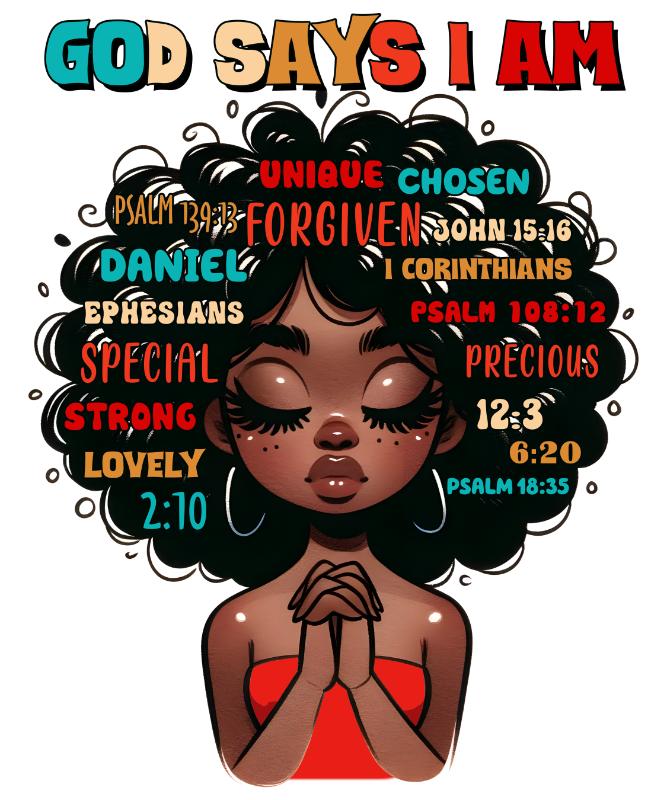 GOD SAYS I AM
UNIQUE
CHOSEN
PSALM 139:13
FORGIVEN
JOHN 15:16
DANIEL
I CORINTHIANS
EPHESIANS
PSALM 108:12
SPECIAL
PRECIOUS
STRONG
12:3
LOVELY
6:20
2:10
PSALM 18:35